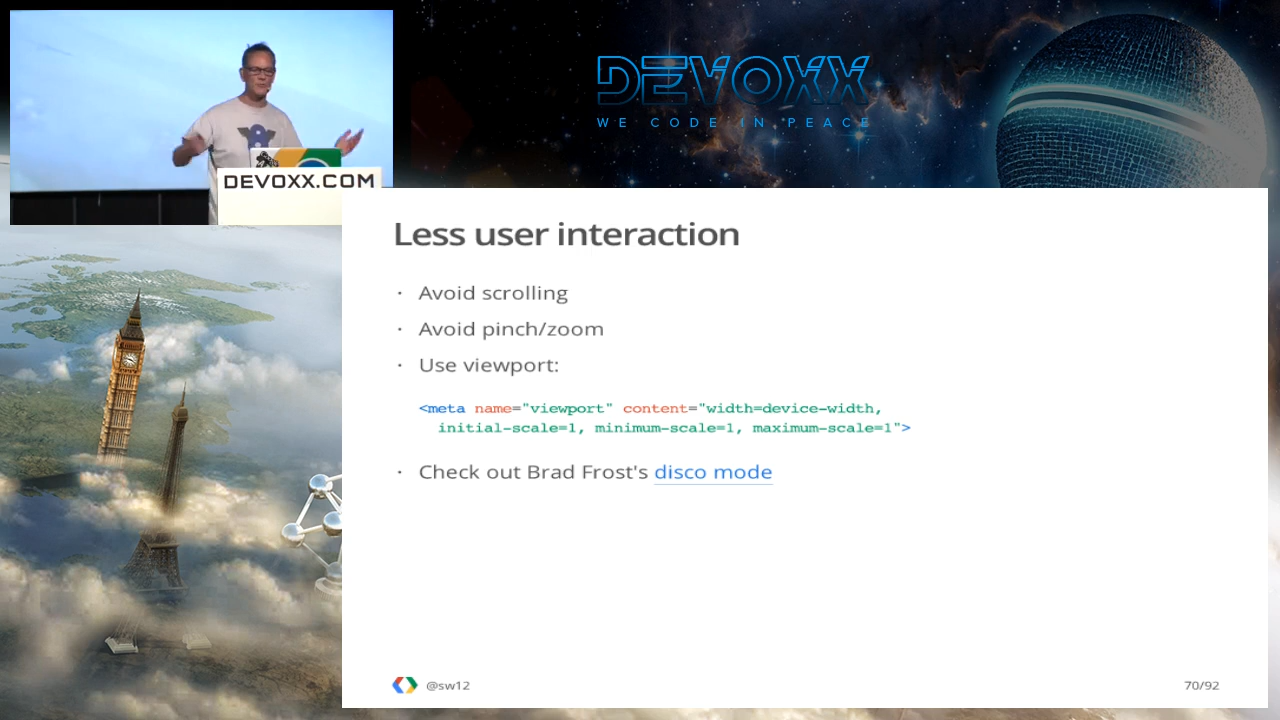 DEVOXX
WE CODE IN PEACE
DEVOXX.COM
Less user interaction
· Avoid scrolling
· Avoid pinch/zoom
· Use viewport:
<meta name="viewport" content="width=device-width,
initial-scale=1, minimum-scale=1, maximum-scale=1">
· Check out Brad Frost's disco mode
@sw12
70/92